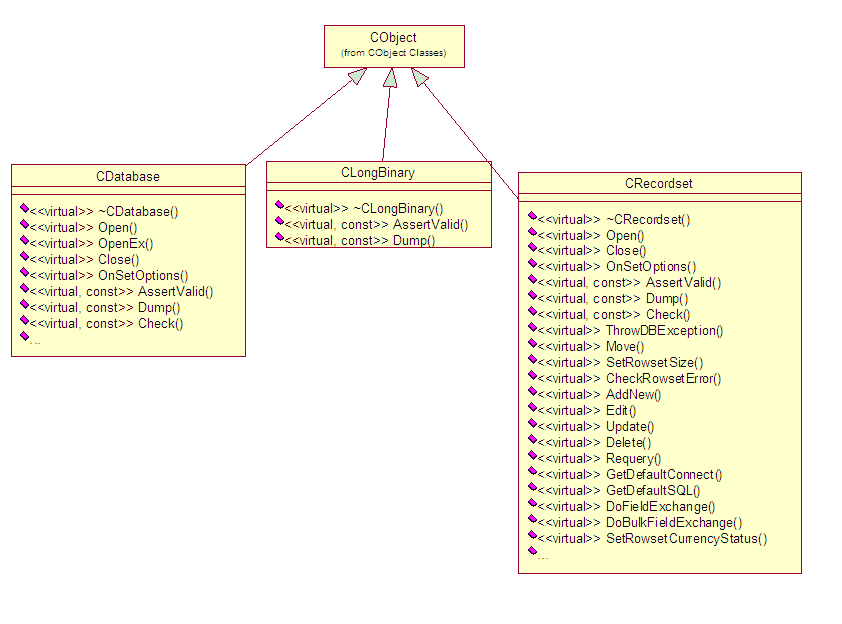 CObject
(from CObject Classes)
CDatabase
<<virtual>> ~CDatabase()
<<virtual>> Open()
<<virtual>> OpenEx()
<<virtual>> Close()
<<virtual>> OnSetOptions()
<<virtual, const>> AssertValid()
<<virtual, const>> Dump()
<<virtual, const>> Check()
...
CLongBinary
<<virtual>> ~CLongBinary()
<<virtual, const>> AssertValid()
<<virtual, const>> Dump()
CRecordset
<<virtual>> ~CRecordset()
<<virtual>> Open()
<<virtual>> Close()
<<virtual>> OnSetOptions()
<<virtual, const>> AssertValid()
<<virtual, const>> Dump()
<<virtual, const>> Check()
<<virtual>> ThrowDBException()
<<virtual>> Move()
<<virtual>> SetRowsetSize()
<<virtual>> CheckRowsetError()
<<virtual>> AddNew()
<<virtual>> Edit()
<<virtual>> Update()
<<virtual>> Delete()
<<virtual>> Requery()
<<virtual>> GetDefaultConnect()
<<virtual>> GetDefaultSQL()
<<virtual>> DoFieldExchange()
<<virtual>> DoBulkFieldExchange()
<<virtual>> SetRowsetCurrencyStatus()
...